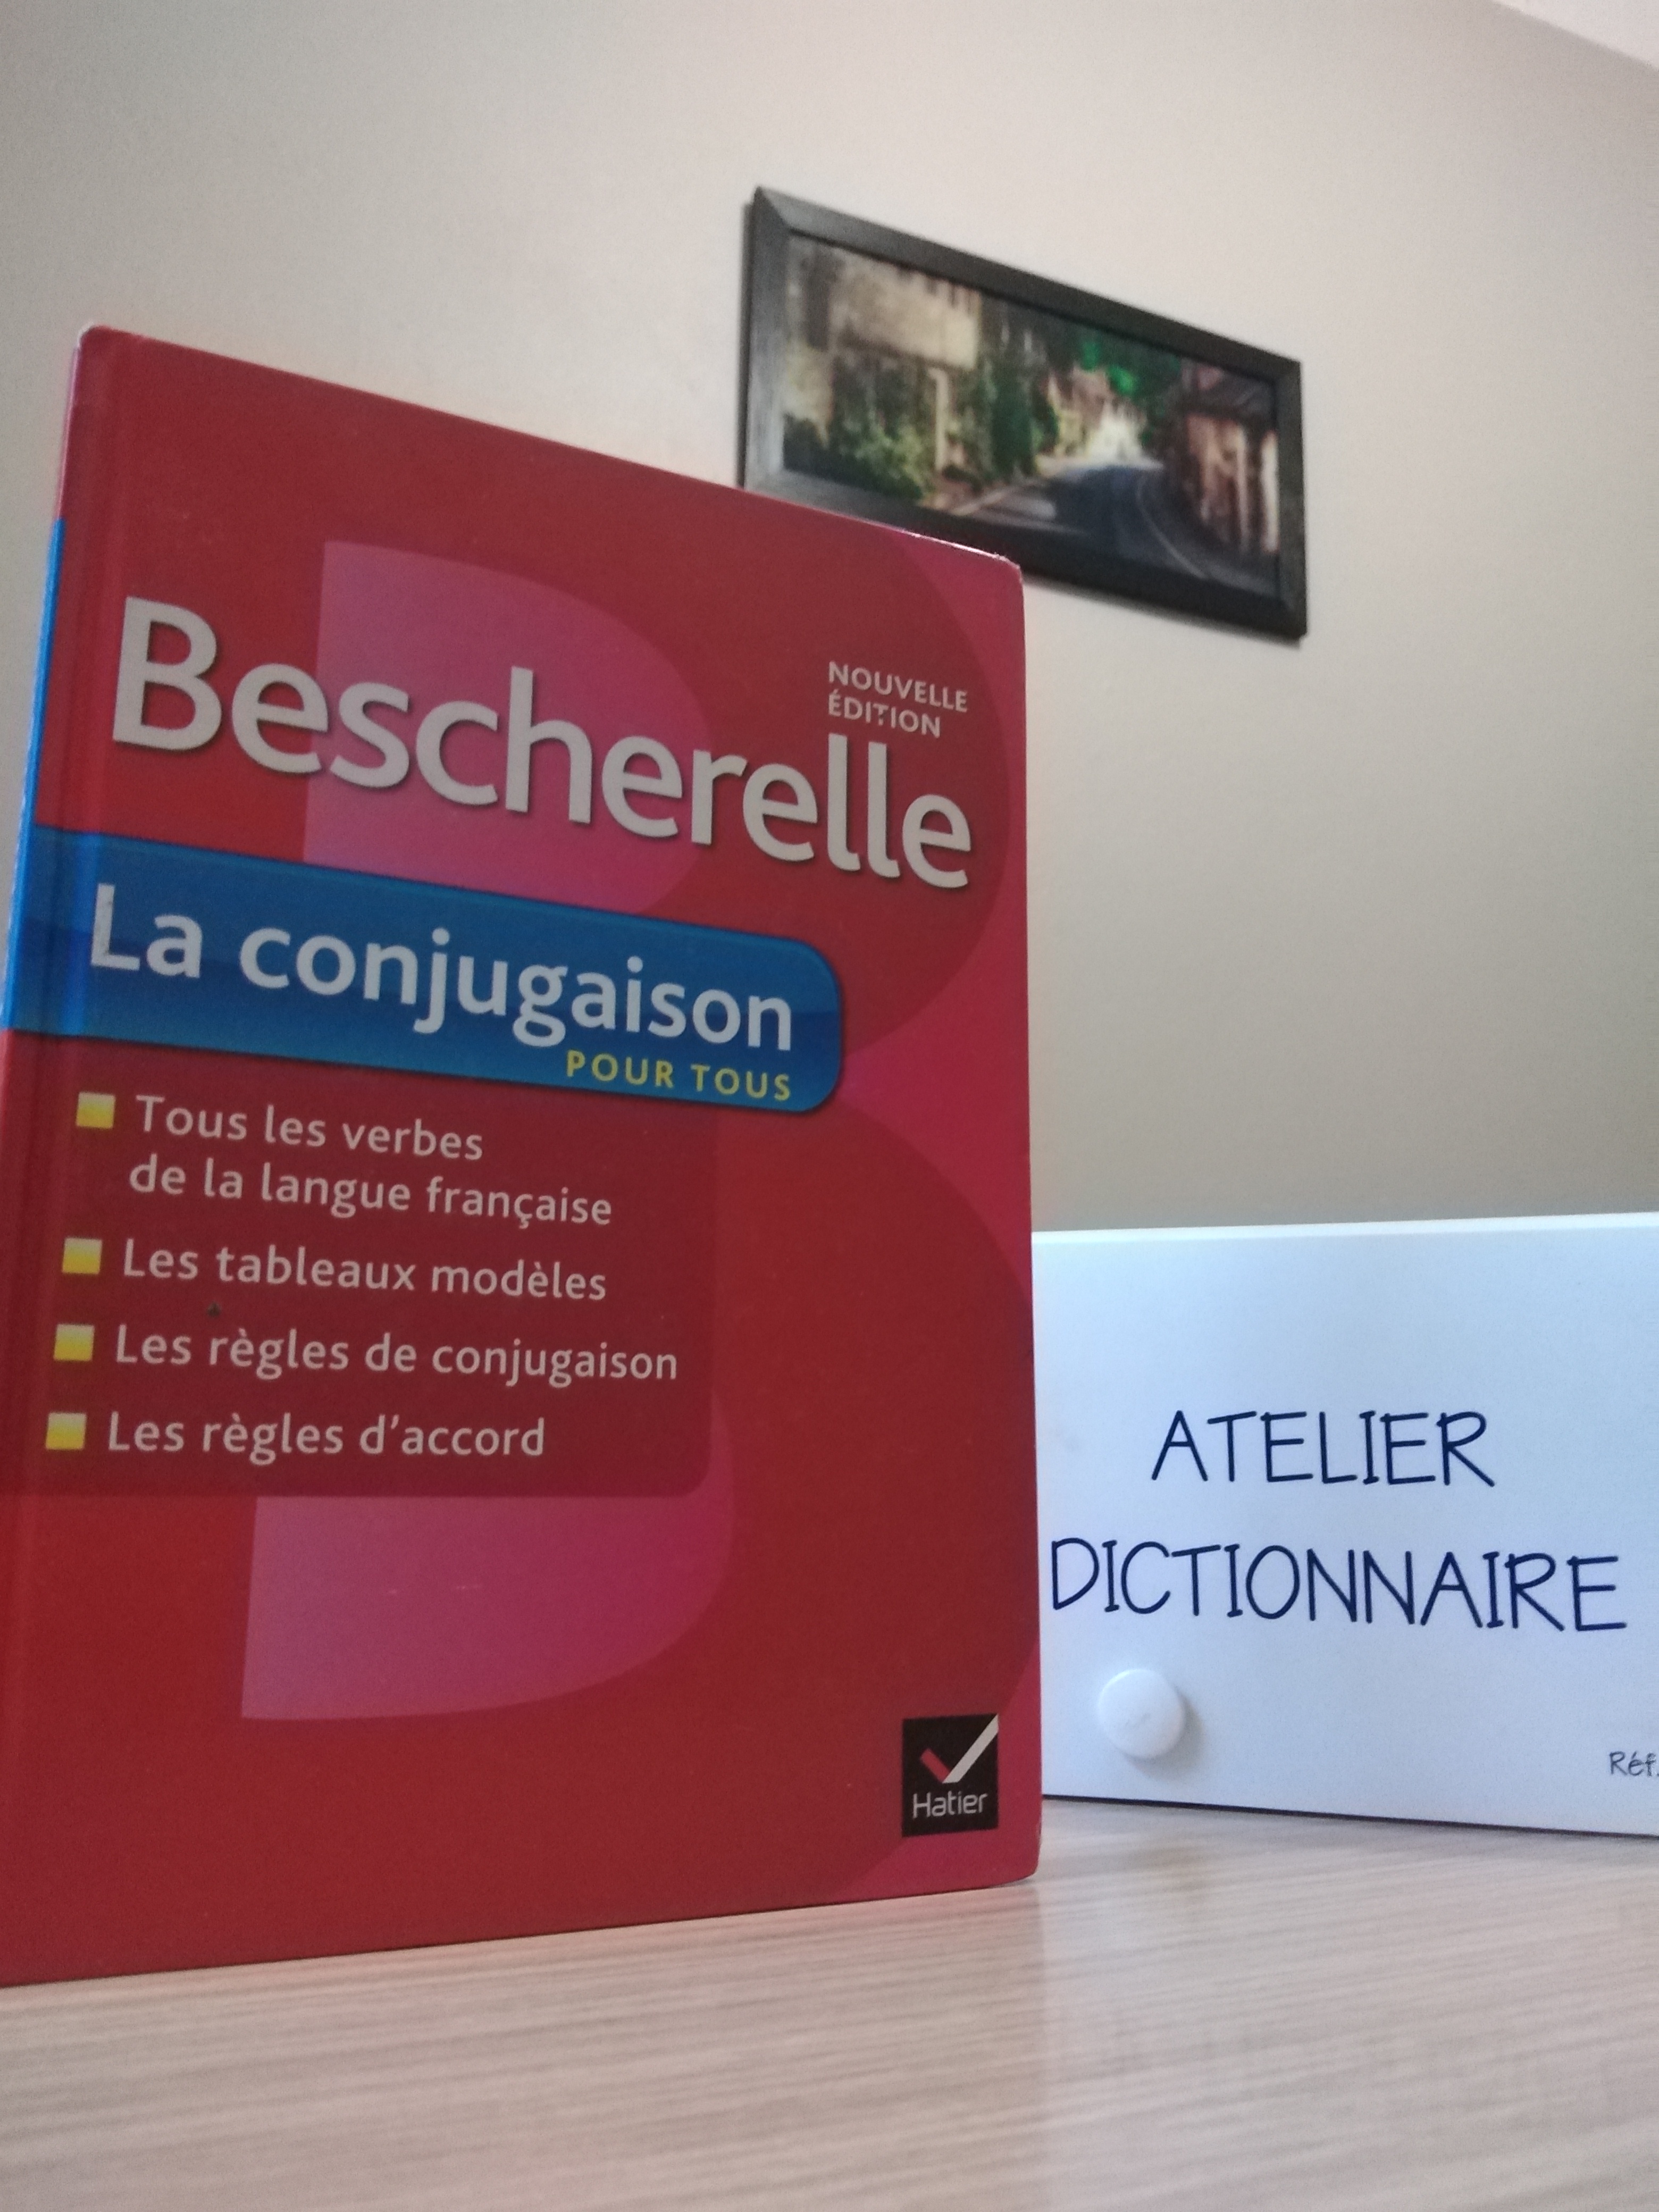 NOUVELLE
ÉDITION
Bescherelle
La conjugaison
POUR TOUS
Tous les verbes
de la langue française
Les tableaux modèles
Les règles de conjugaison
Les règles d'accord
Hatier
ATELIER
DICTIONNAIRE
Réf.